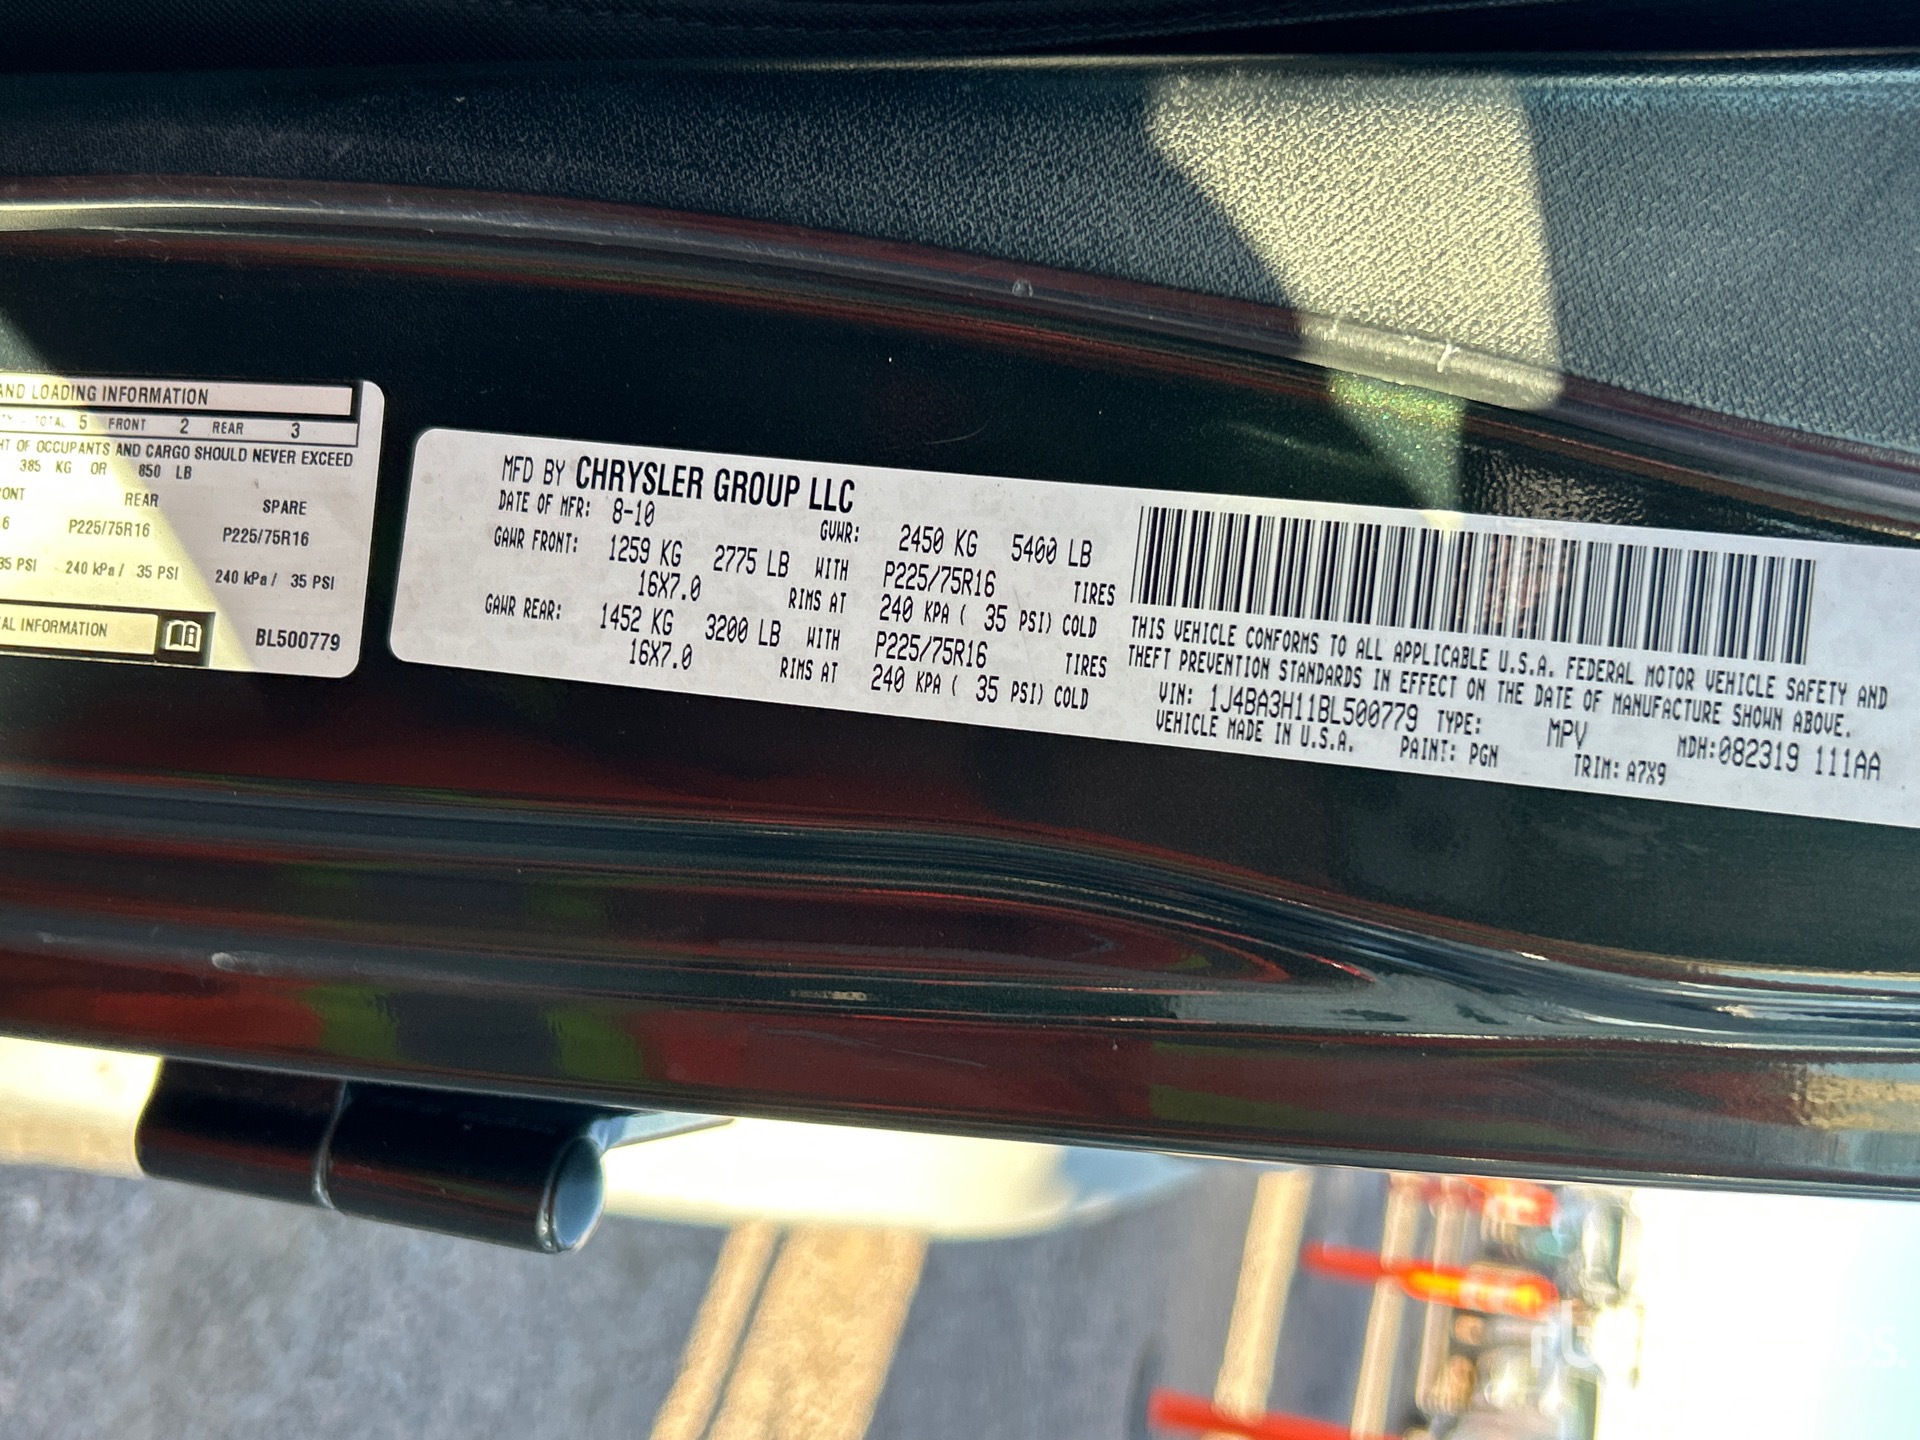 AND LOADING INFORMATION
TOTAL 5 FRONT 2 REAR 3
HT OF OCCUPANTS AND CARGO SHOULD NEVER EXCEED
385 KG OR 850 LB
ONT REAR SPARE
6 P225/75R16 P225/75R16
35 PSI 240 kPa / 35 PSI 240 kPa / 35 PSI
AL INFORMATION BL500779
MFD BY CHRYSLER GROUP LLC
DATE OF MFR: 8-10 GVWR: 2450 KG 5400 LB
GAWR FRONT: 1259 KG 2775 LB WITH P225/75R16 TIRES
16X7.0 RIMS AT 240 KPA ( 35 PSI) COLD
GAWR REAR: 1452 KG 3200 LB WITH P225/75R16 TIRES
16X7.0 RIMS AT 240 KPA ( 35 PSI) COLD
THIS VEHICLE CONFORMS TO ALL APPLICABLE U.S.A. FEDERAL MOTOR VEHICLE SAFETY AND
THEFT PREVENTION STANDARDS IN EFFECT ON THE DATE OF MANUFACTURE SHOWN ABOVE.
VIN: 1J4BA3H11BL500779 TYPE: MPV MDH:082319 111AA
VEHICLE MADE IN U.S.A. PAINT: PGN TRIM: A7X9